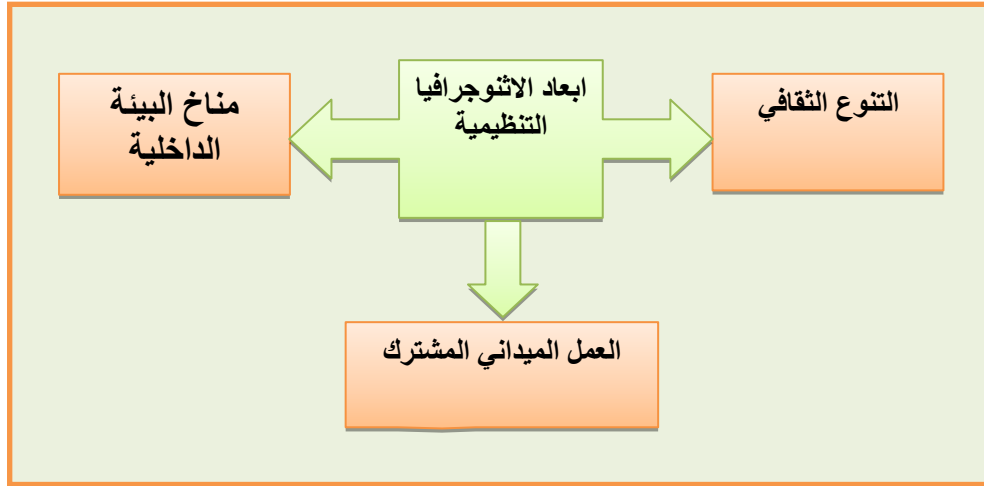 ابعاد الاثنوجرافيا
التنظيمية
التنوع الثقافي
مناخ البيئة
الداخلية
العمل الميداني المشترك